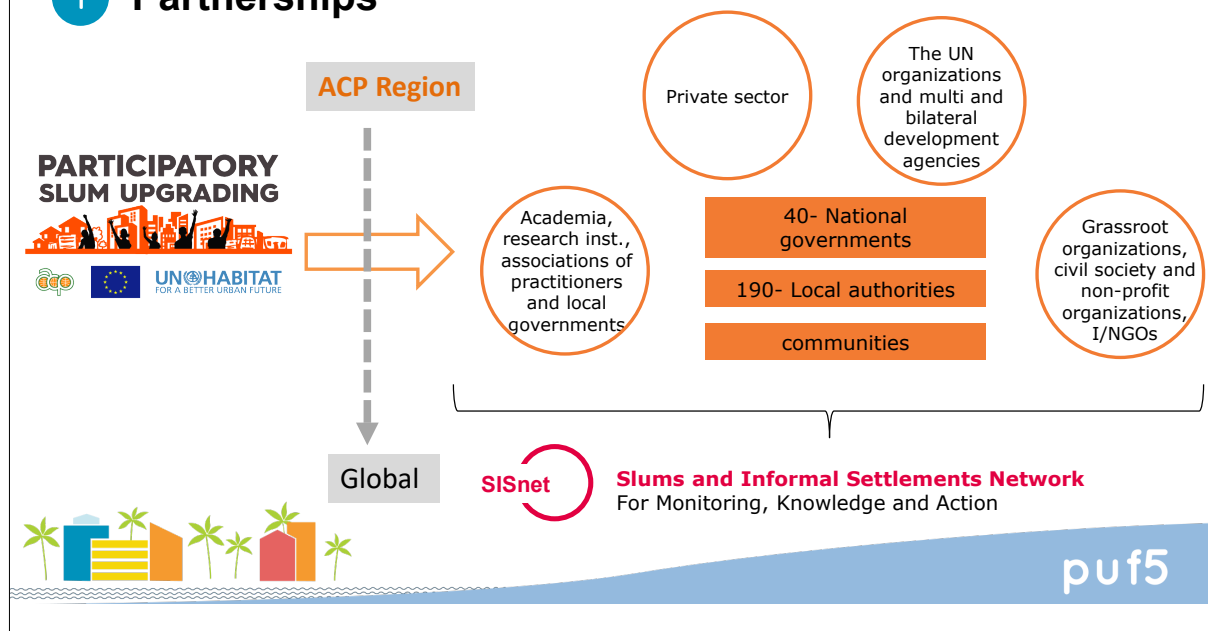 Partnerships
ACP Region
Private sector
The UN
organizations
and multi and
bilateral
development
agencies
PARTICIPATORY
SLUM UPGRADING
acp
UN HABITAT
FOR A BETTER URBAN FUTURE
Academia,
research inst.,
associations of
practitioners
and local
governments
40- National
governments
190- Local authorities
communities
Grassroot
organizations,
civil society and
non-profit
organizations,
I/NGOs
Global
SISnet
Slums and Informal Settlements Network
For Monitoring, Knowledge and Action
puf5